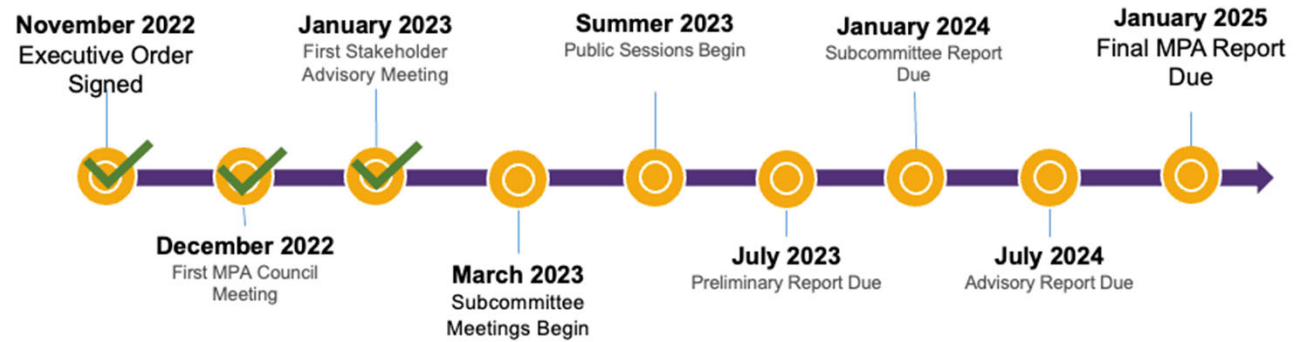 November 2022
Executive Order
Signed
December 2022
First MPA Council
Meeting
January 2023
First Stakeholder
Advisory Meeting
March 2023
Subcommittee
Meetings Begin
Summer 2023
Public Sessions Begin
July 2023
Preliminary Report Due
January 2024
Subcommittee Report
Due
July 2024
Advisory Report Due
January 2025
Final MPA Report
Due